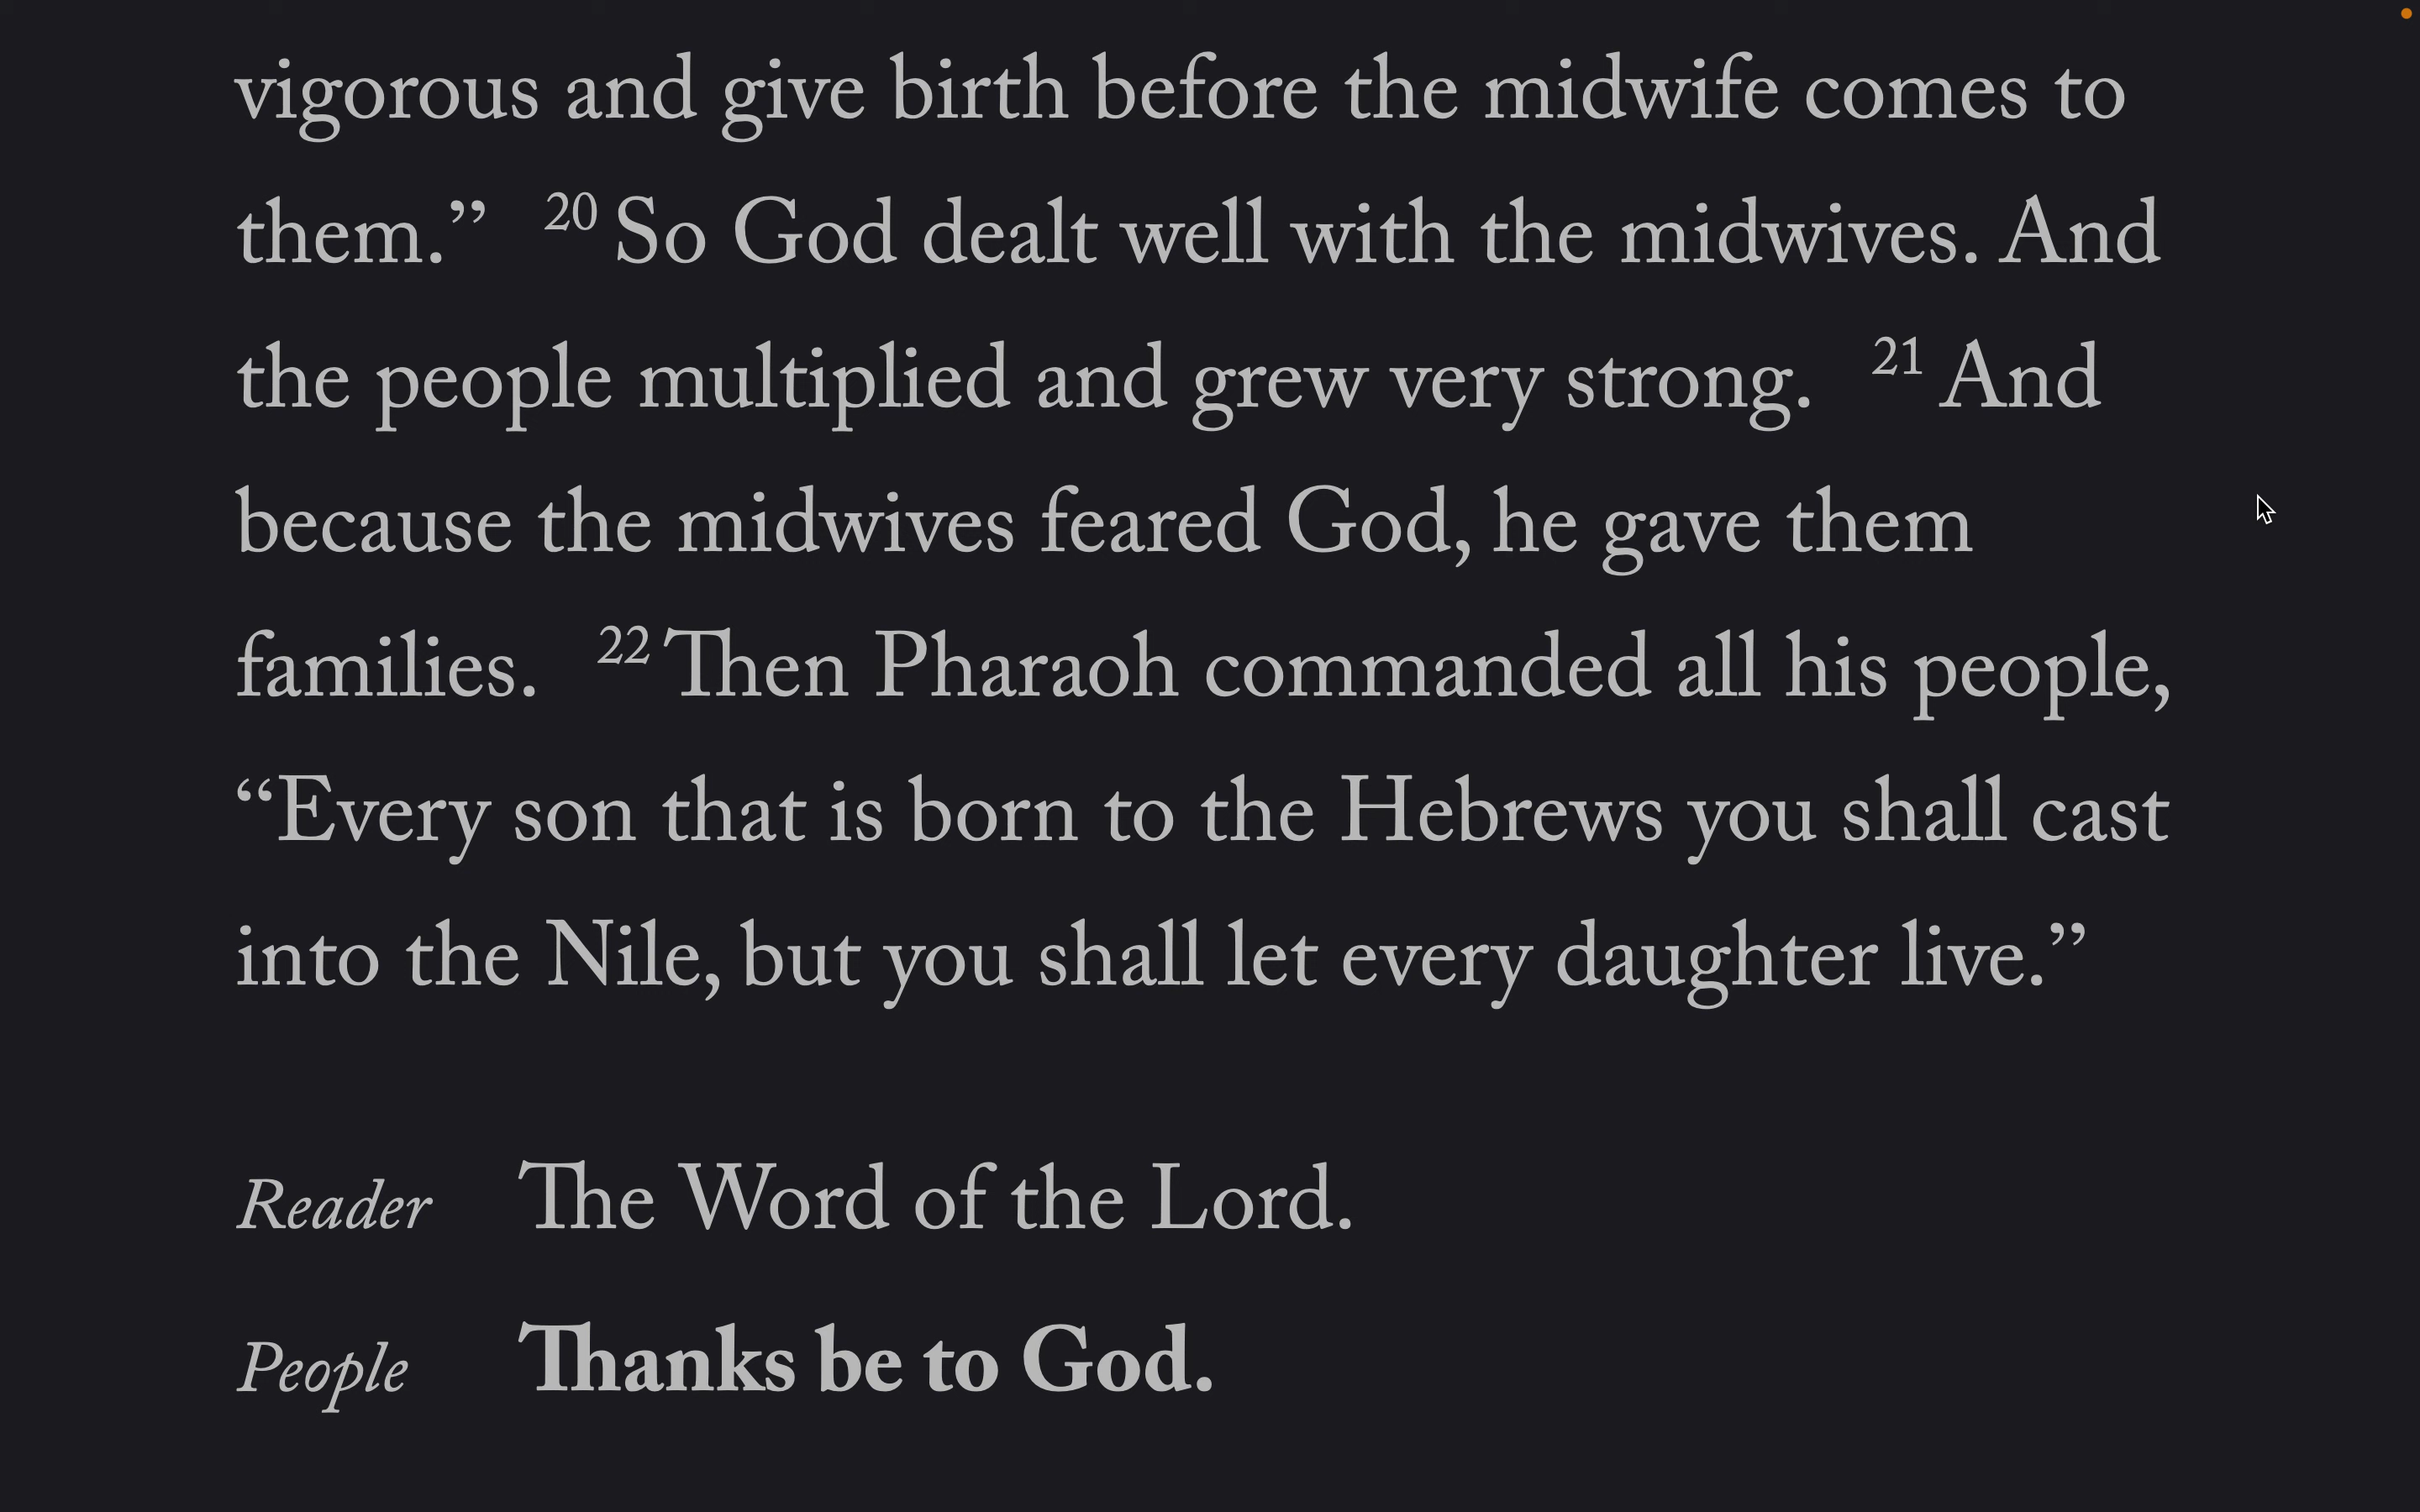 vigorous and give birth before the midwife comes to
them.” 20 So God dealt well with the midwives. And
the people multiplied and grew very strong. 21 And
because the midwives feared God, he gave them
families. 22 Then Pharaoh commanded all his people,
“Every son that is born to the Hebrews you shall cast
into the Nile, but you shall let every daughter live.”
Reader The Word of the Lord.
People Thanks be to God.